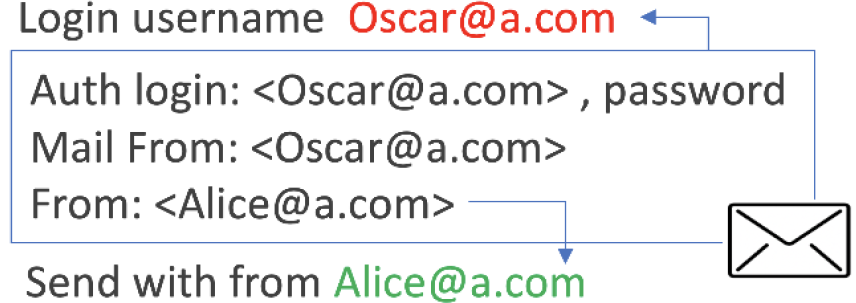 Login username Oscar@a.com
Auth login: <Oscar@a.com> , password
Mail From: <Oscar@a.com>
From: <Alice@a.com>
Send with from Alice@a.com